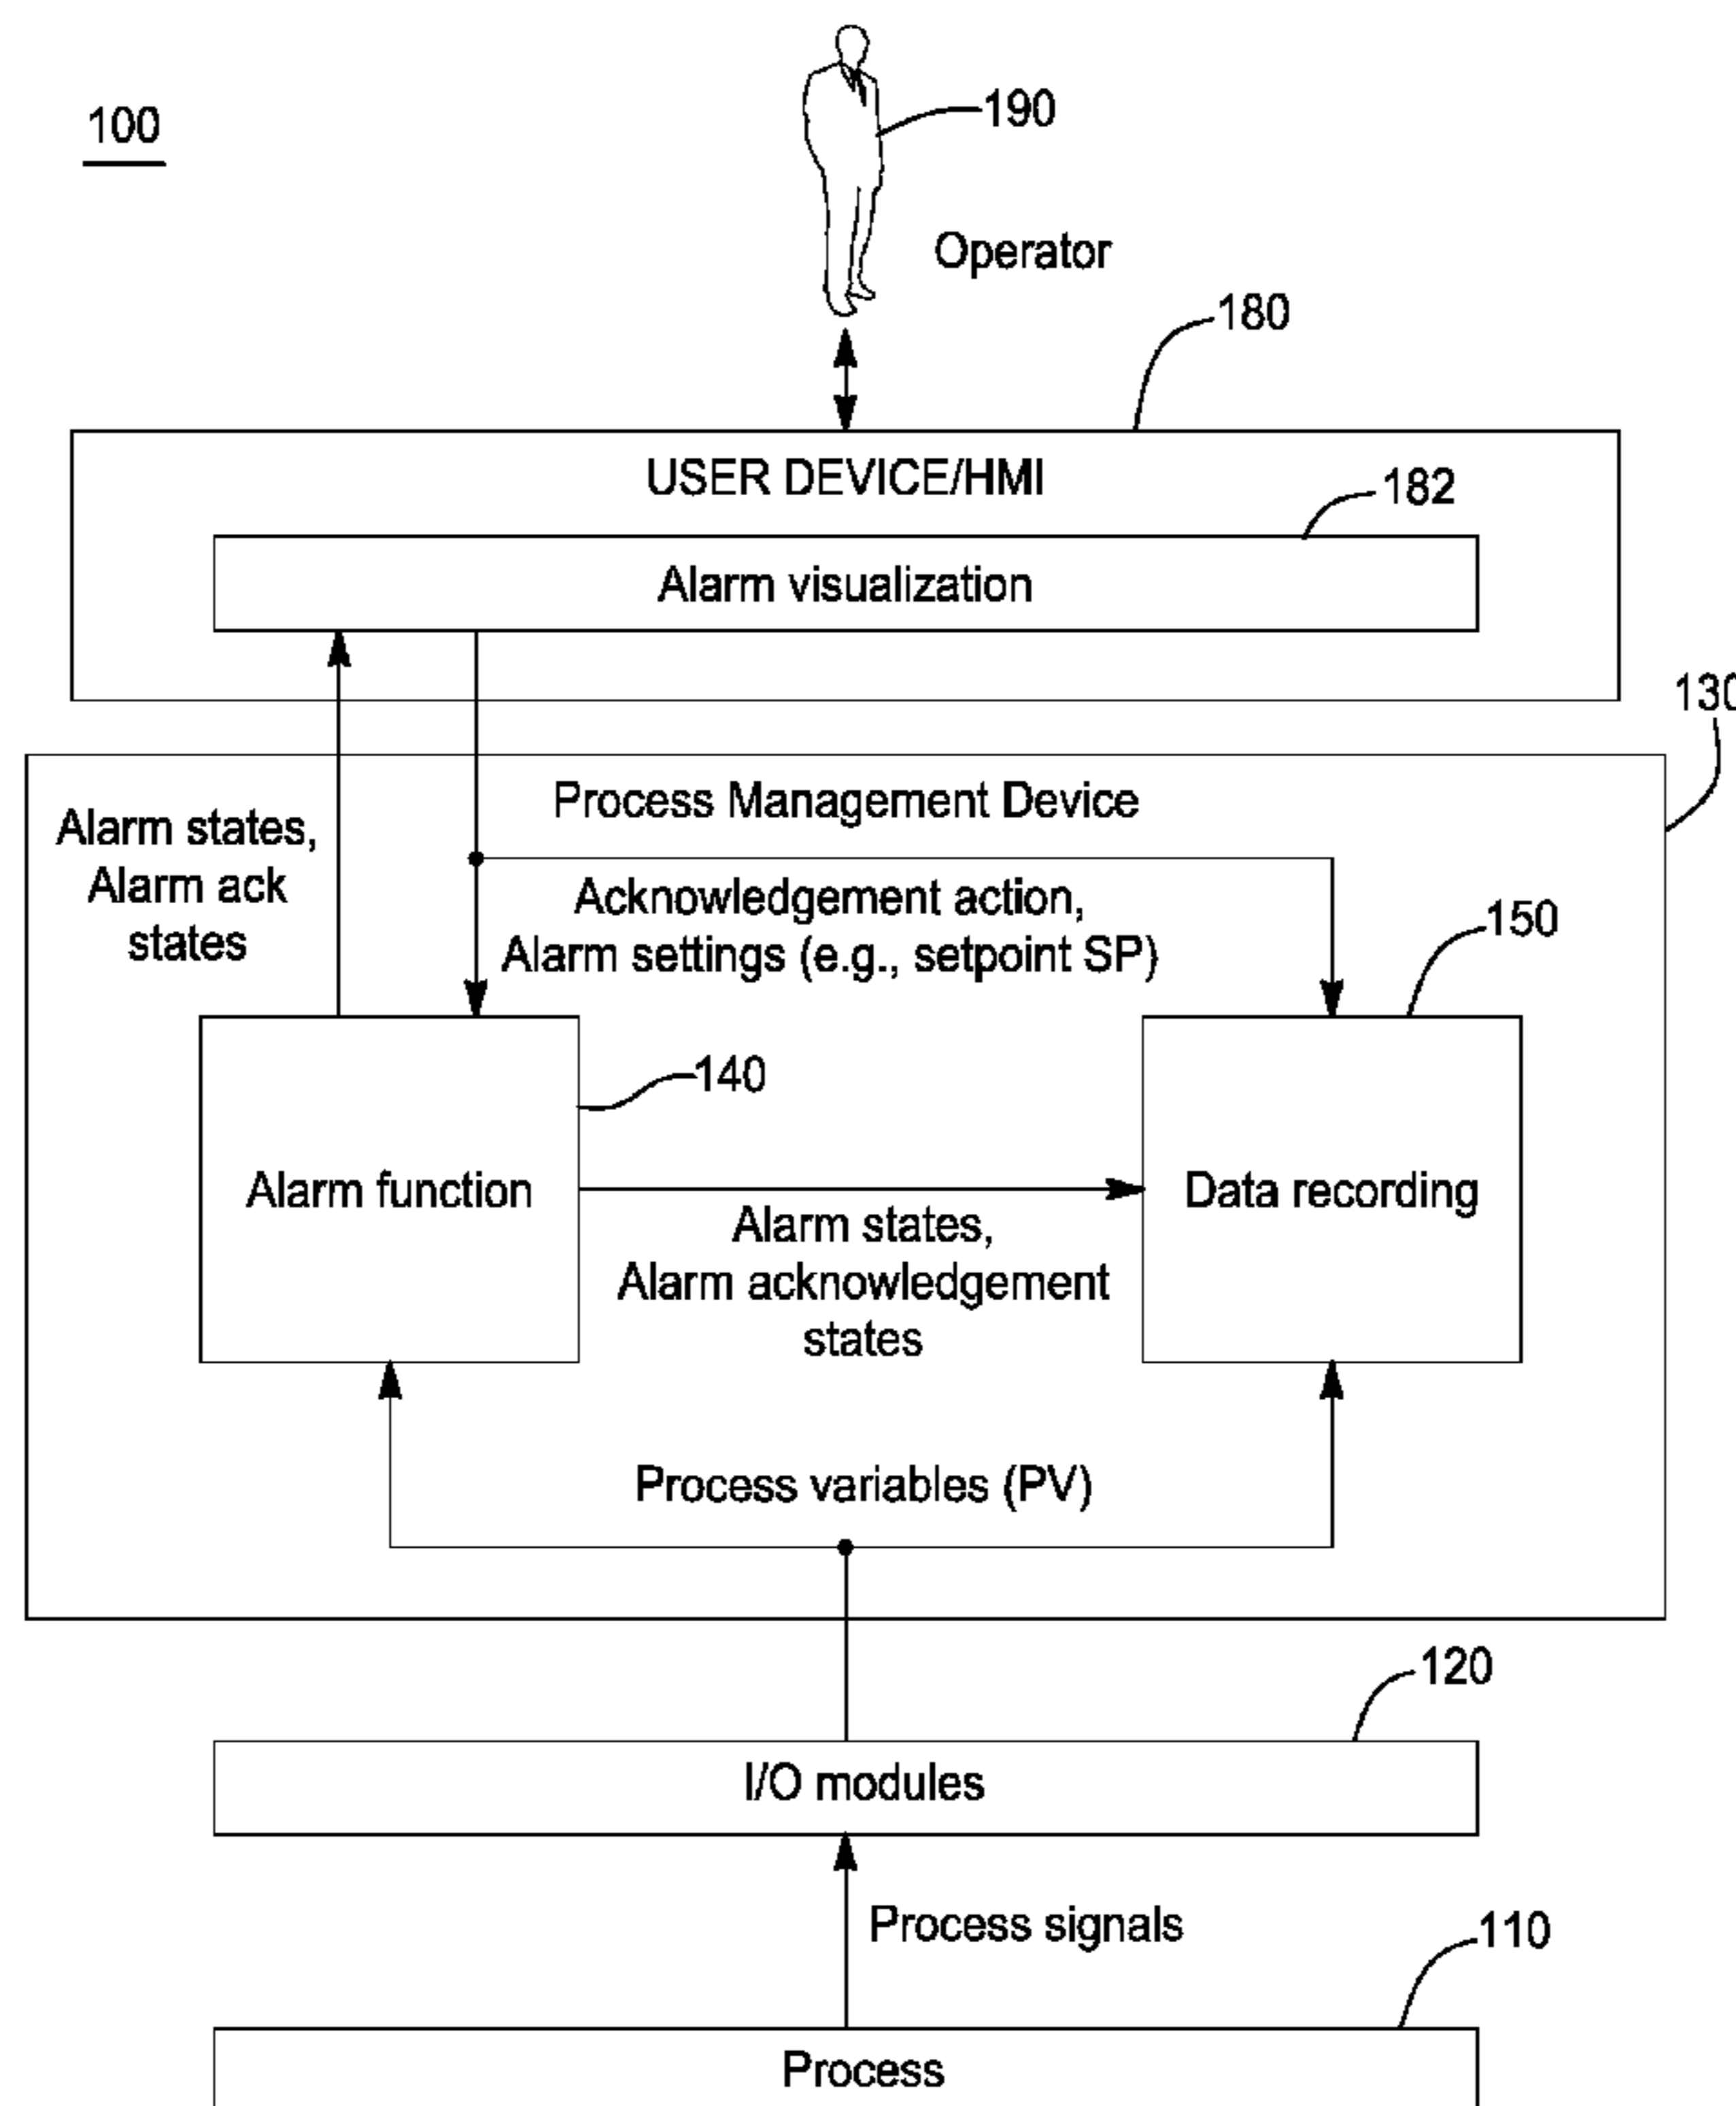 100
190
Operator
180
USER DEVICE/HMI
182
Alarm visualization
130
Process Management Device
Alarm states,
Alarm ack
states
Acknowledgement action,
Alarm settings (e.g., setpoint SP)
150
140
Alarm function
Data recording
Alarm states,
Alarm acknowledgement
states
Process variables (PV)
120
I/O modules
Process signals
110
Process